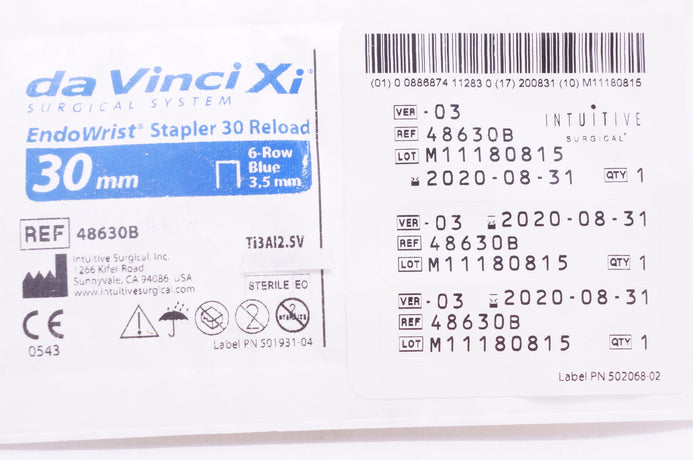 da Vinci Xi
SURGICAL SYSTEM
EndoWrist® Stapler 30 Reload
30 mm
6-Row
Blue
3.5 mm
REF 48630B
Ti3Al2.5V
Intuitive Surgical, Inc.
1266 Kifer Road
Sunnyvale, CA 94086 USA
www.intuitivesurgical.com
STERILE EO
CE
0543
2
2
STERILIZE
Label PN 501931-04
(01) 0 0886874 11283 0 (17) 200831 (10) M11180815
VER - 03
INTUITIVE
SURGICAL®
REF 48630B
LOT M11180815
2020-08-31 QTY 1
VER - 03 2020-08-31
REF 48630B
LOT M11180815 QTY 1
VER - 03 2020-08-31
REF 48630B
LOT M11180815 QTY 1
Label PN 502068-02